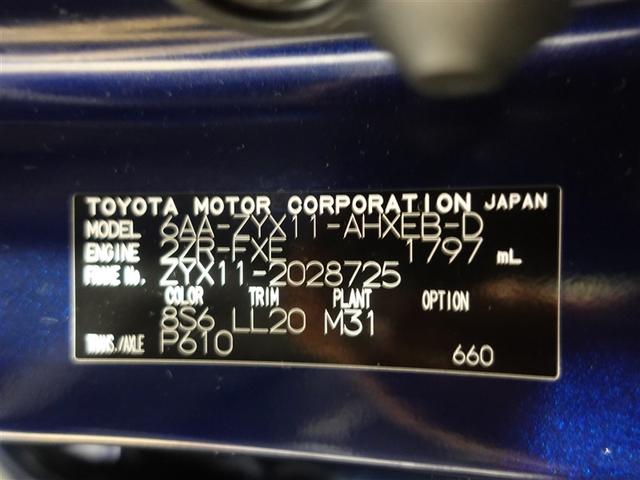 TOYOTA MOTOR CORPORATION JAPAN
MODEL 6AA-ZYX11-AHXEB-D
ENGINE 2ZR-FXE 1797 mL
FRAME No. ZYX11-2028725
COLOR TRIM PLANT OPTION
8S6 LL20 M31
TRANS./AXLE P610
660